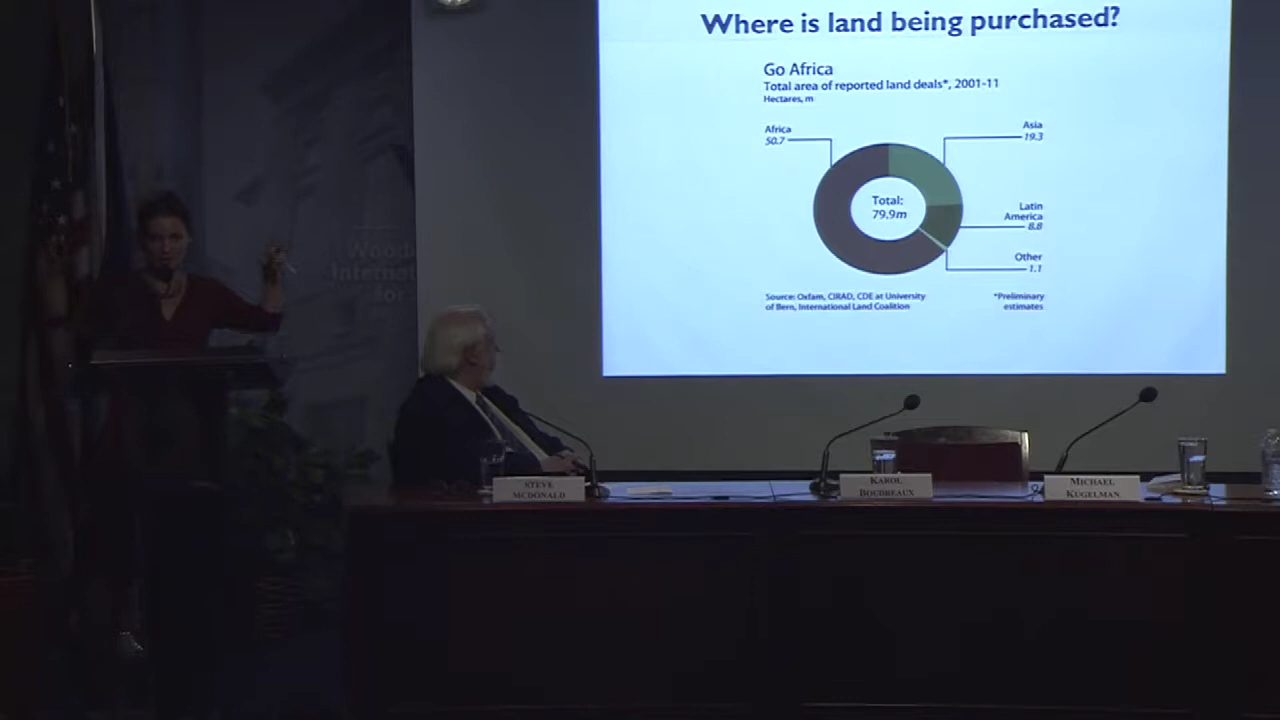 Where is land being purchased?
Go Africa
Total area of reported land deals*, 2001-11
Hectares, m
Africa
50.7
Asia
19.3
Total:
79.9m
Latin
America
8.8
Other
1.1
Source: Oxfam, CIRAD, CDE at University
of Bern, International Land Coalition
*Preliminary
estimates
Internat
for
STEVE
MCDONALD
KAROL
BOUDREAUX
MICHAEL
KUGELMAN